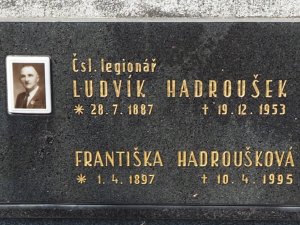 Čsl. legionář
LUDVÍK HADROUŠEK
* 28. 7. 1887 † 19. 12. 1953
FRANTIŠKA HADROUŠKOVÁ
* 1. 4. 1897 † 10. 4. 1995